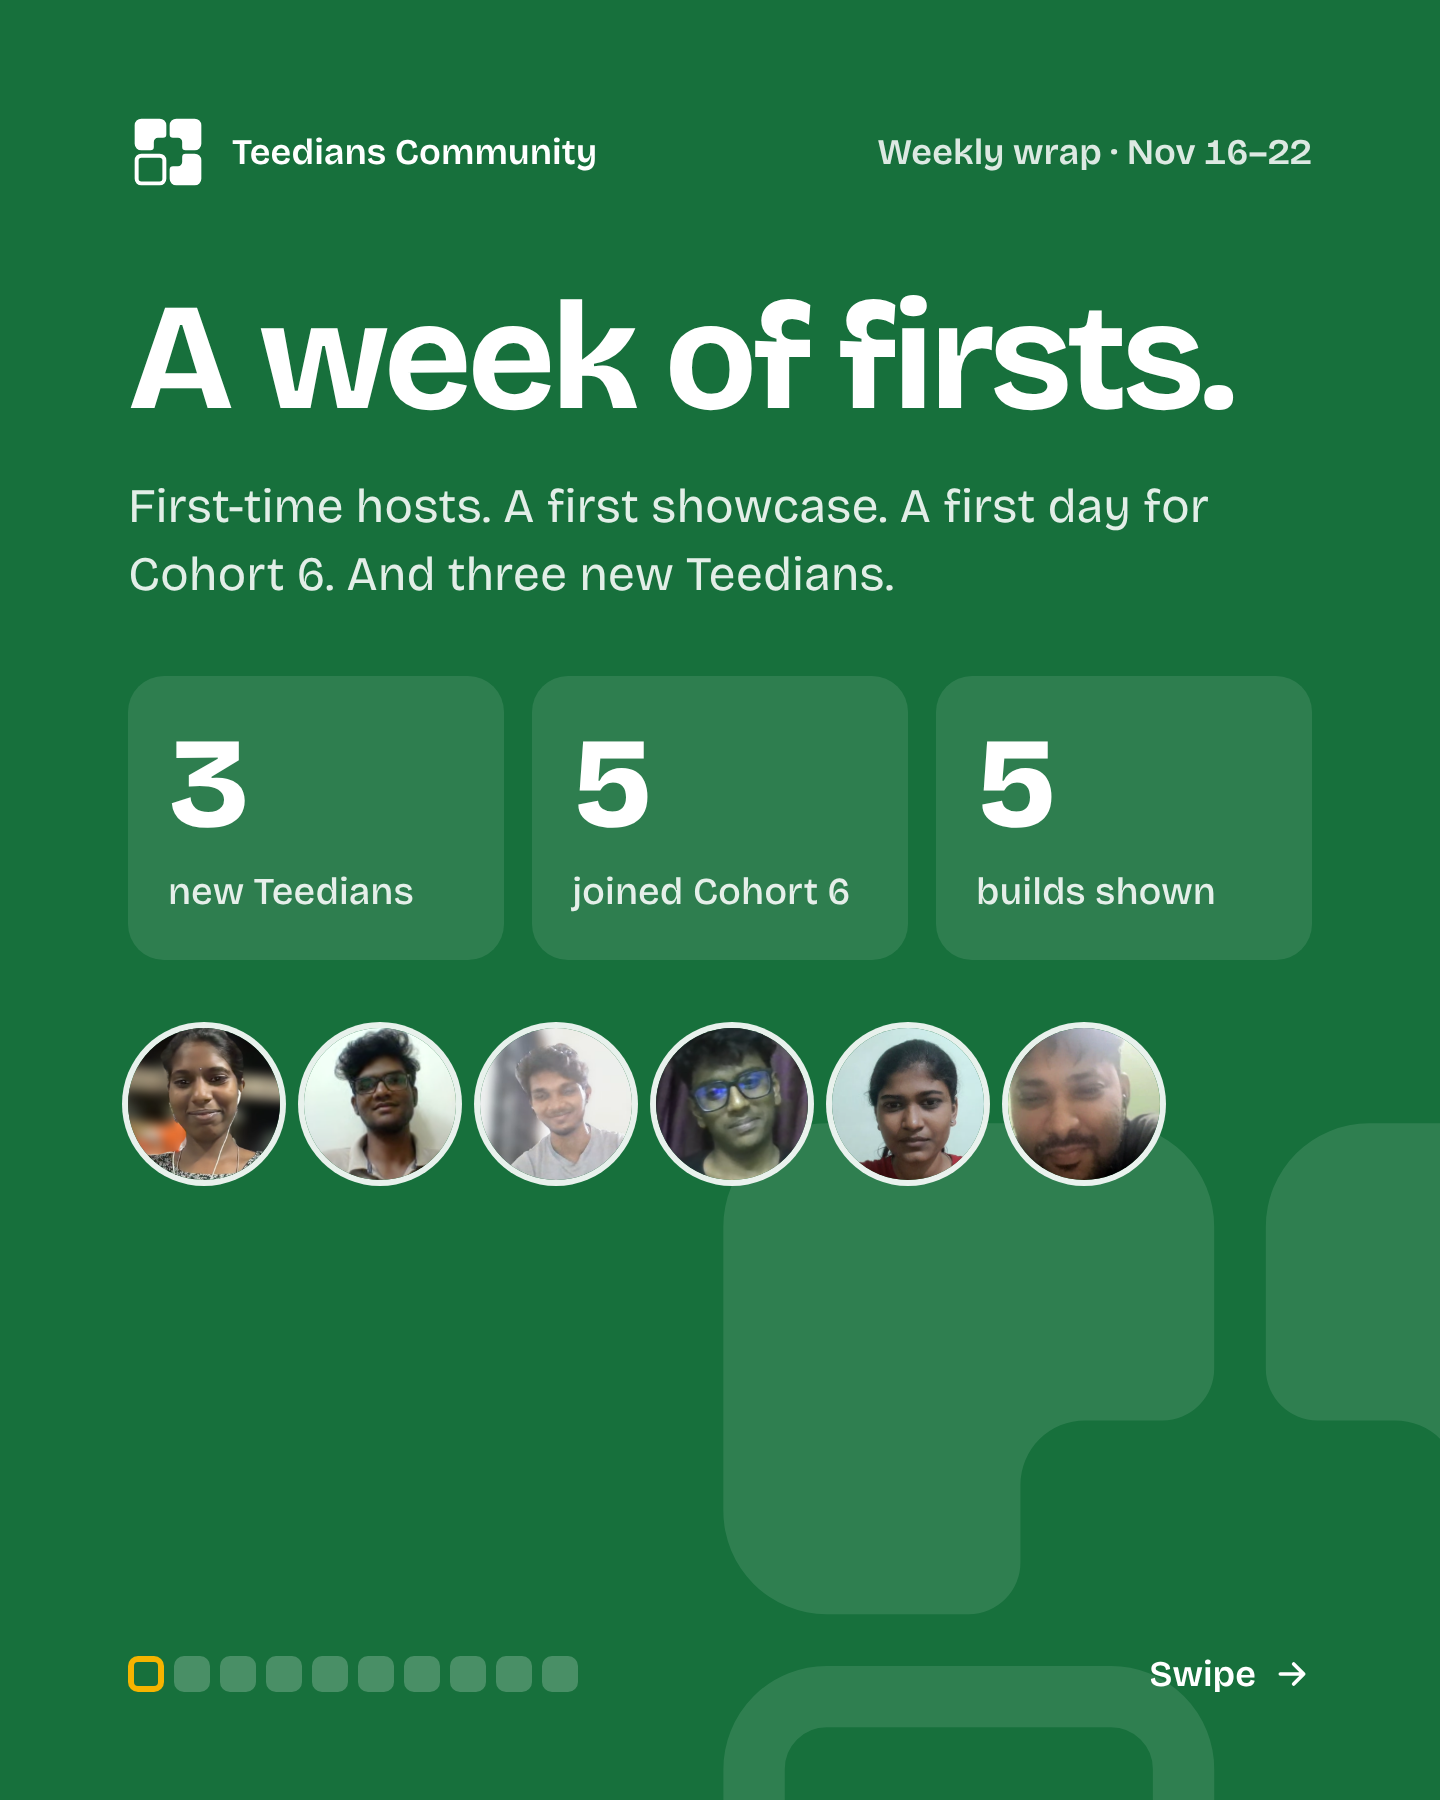 Teedians Community
Weekly wrap · Nov 16–22
A week of firsts.
First-time hosts. A first showcase. A first day for
Cohort 6. And three new Teedians.
3
new Teedians
5
joined Cohort 6
5
builds shown
Swipe →